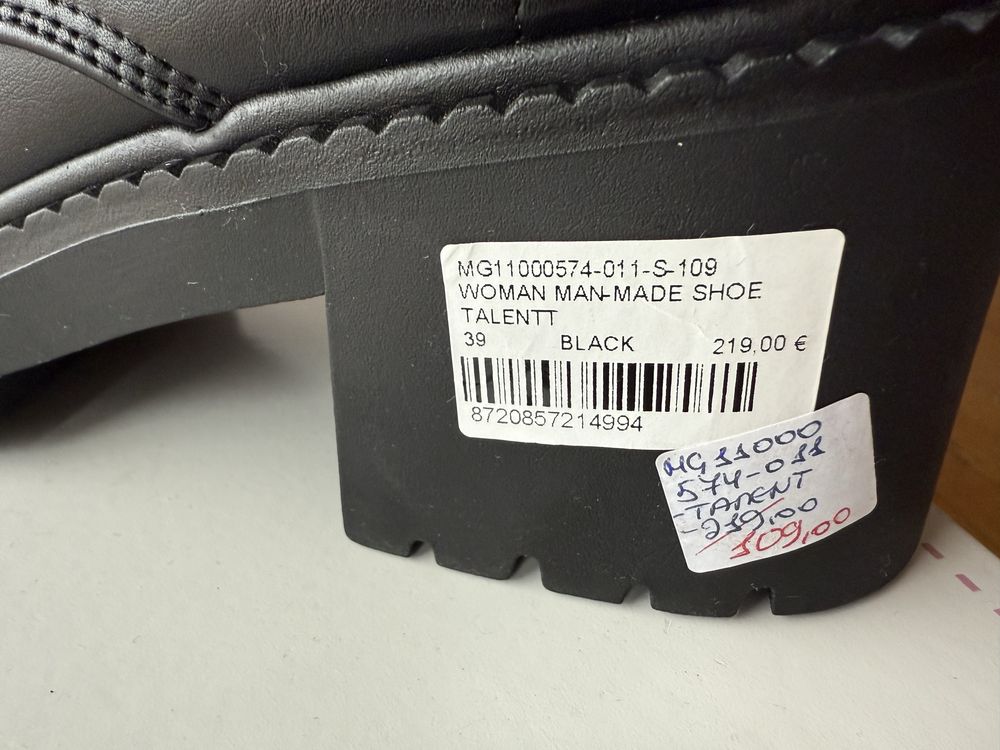 MG11000574-011-S-109
WOMAN MAN-MADE SHOE
TALENTT
39 BLACK 219,00 €
8720857214994
MG11000
574-011
-TALENT
-219,00
109,00